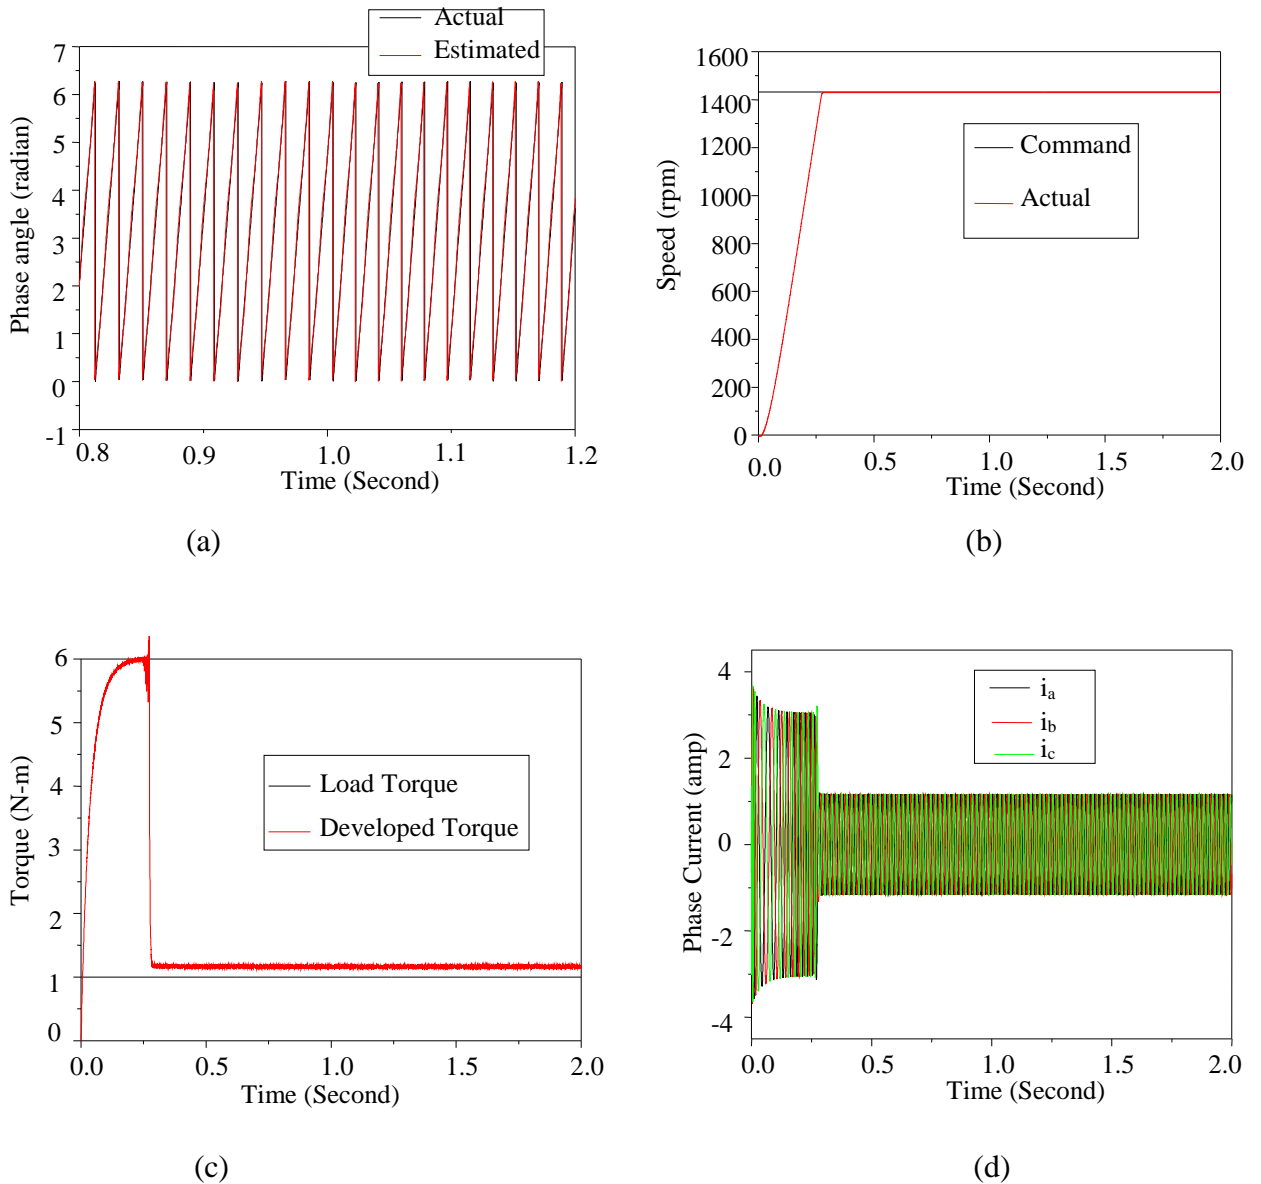 Actual
Estimated
7
6
5
4
3
2
1
0
-1
Phase angle (radian)
0.8 0.9 1.0 1.1 1.2
Time (Second)
(a)
1600
1400
1200
1000
800
600
400
200
0
Speed (rpm)
Command
Actual
0.0 0.5 1.0 1.5 2.0
Time (Second)
(b)
6
5
4
3
2
1
0
Torque (N-m)
Load Torque
Developed Torque
0.0 0.5 1.0 1.5 2.0
Time (Second)
(c)
4
2
0
-2
-4
Phase Current (amp)
ia
ib
ic
0.0 0.5 1.0 1.5 2.0
Time (Second)
(d)